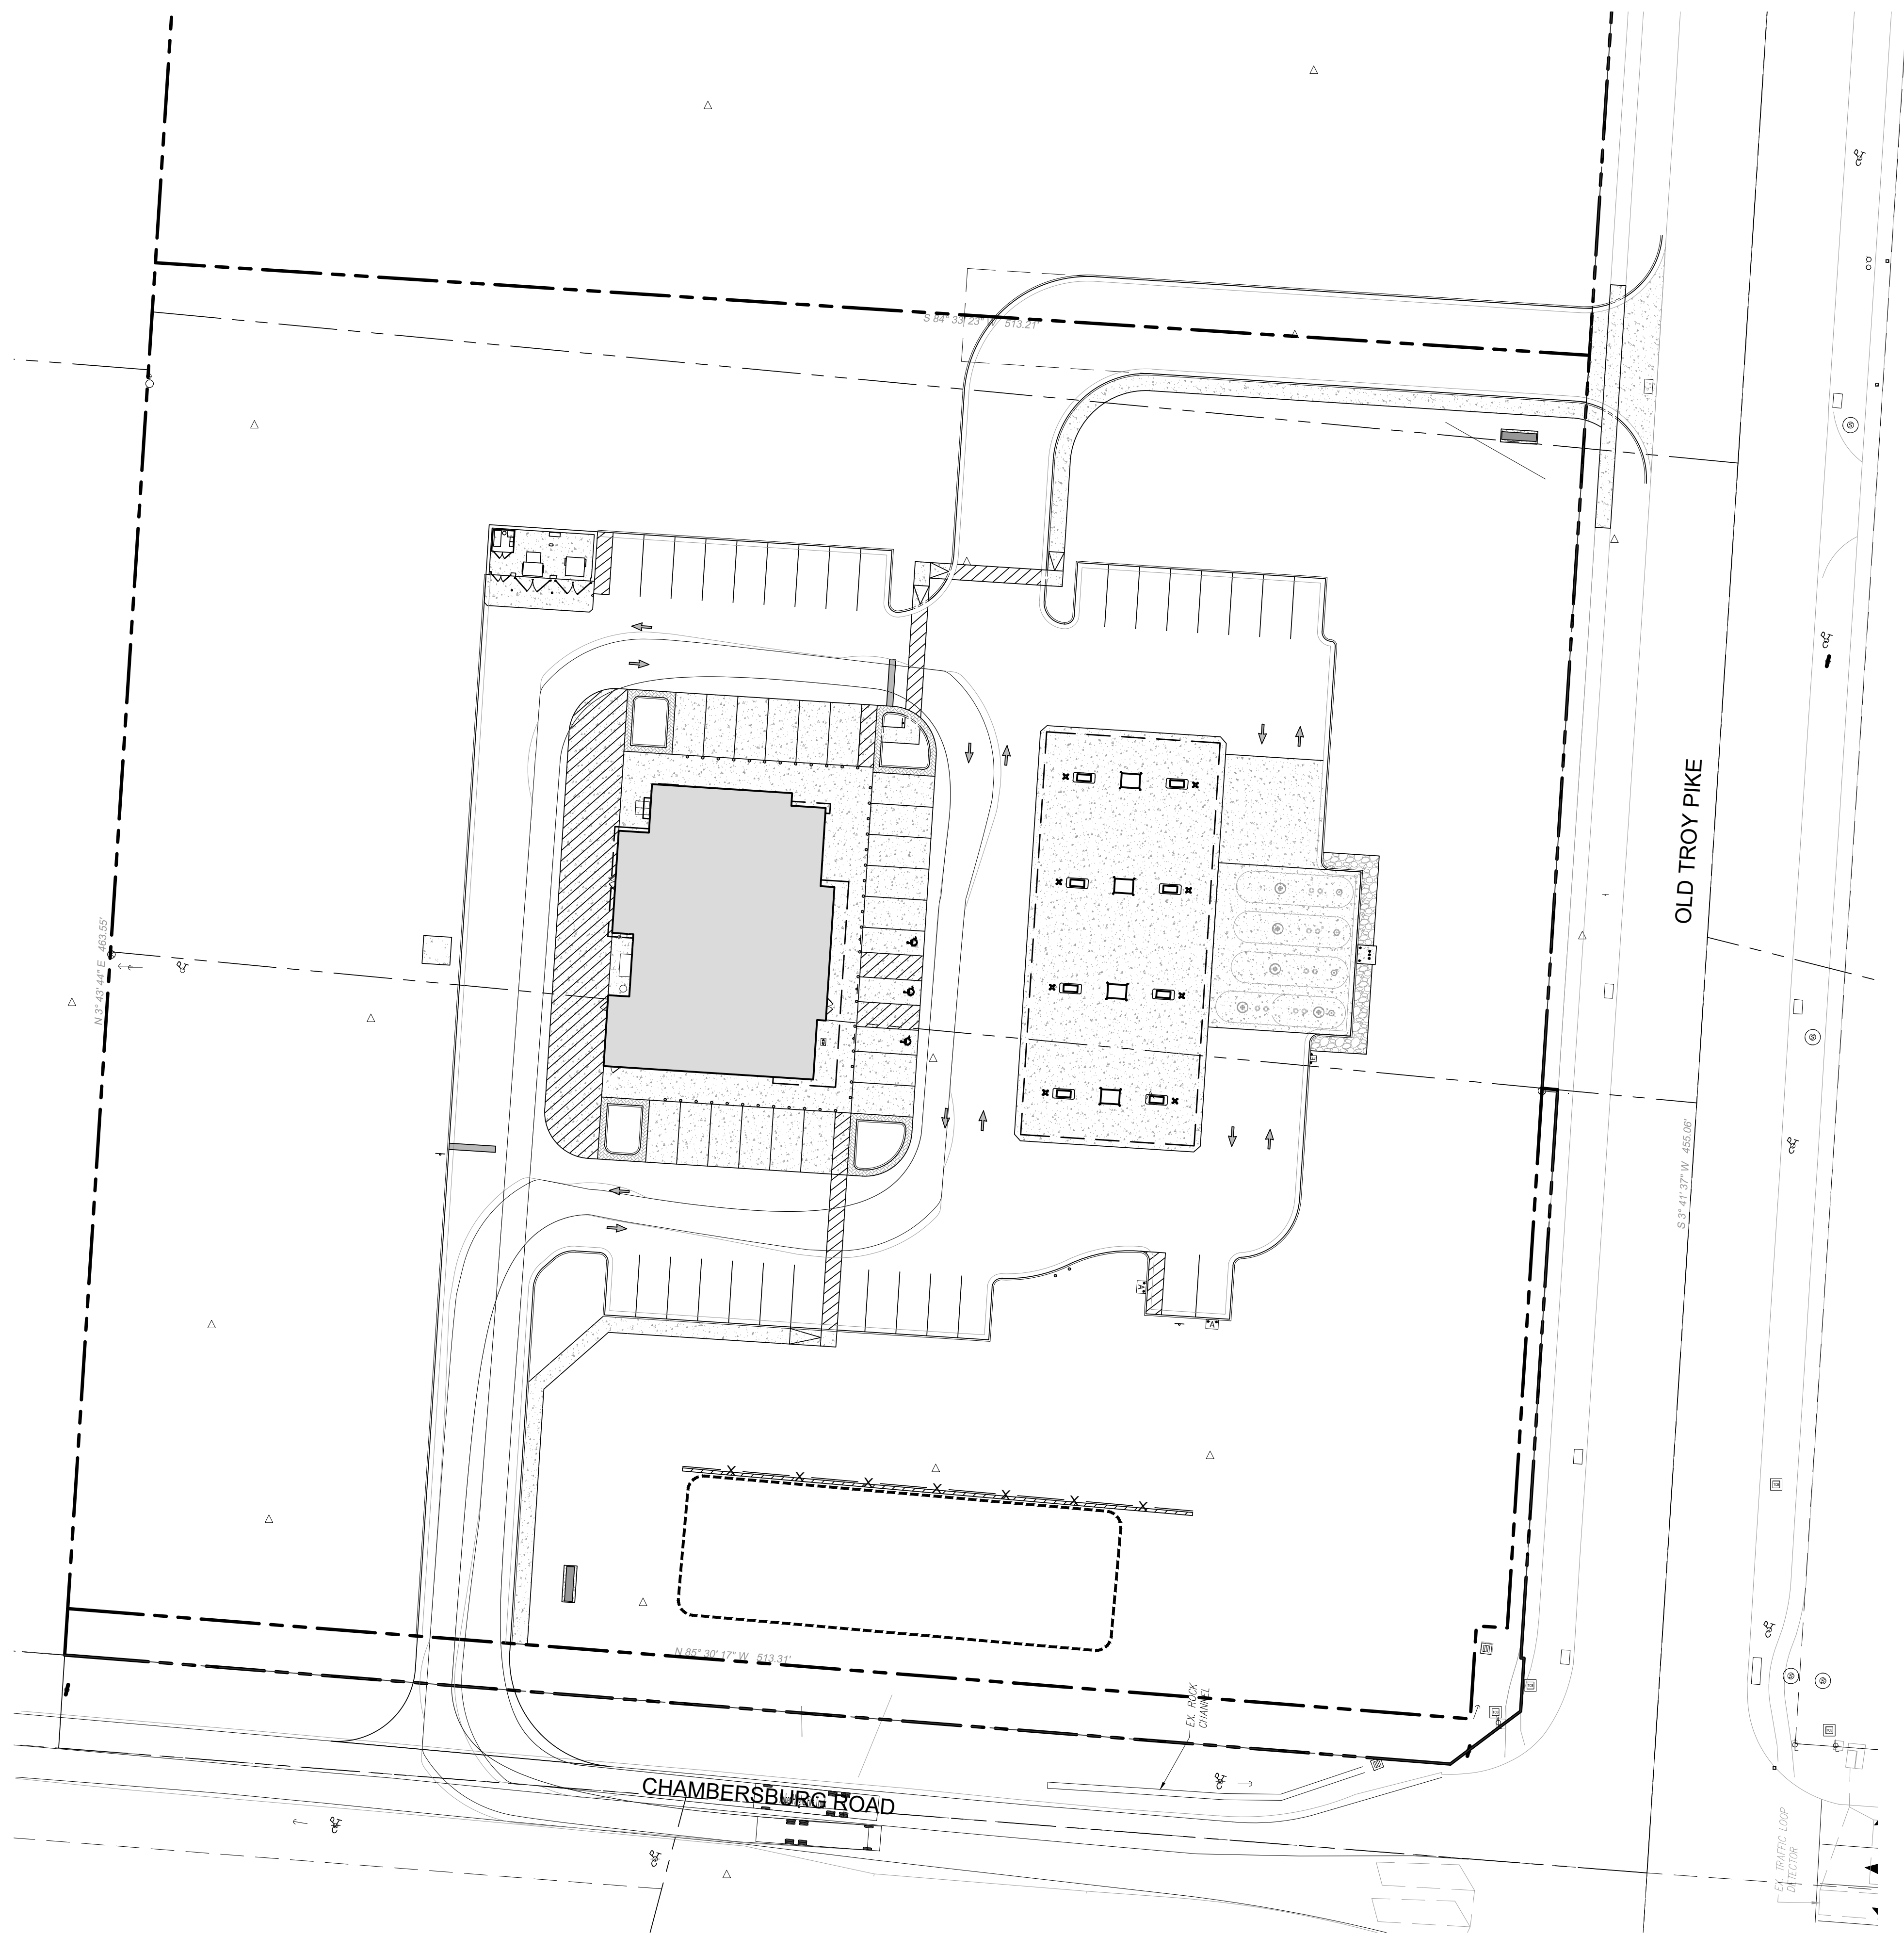 S 84° 33' 23" W 513.21'
OLD TROY PIKE
N 3° 43' 44" E 463.55'
S 3° 41' 37" W 455.06'
N 85° 30' 17" W 513.31'
EX. ROCK
CHANNEL
CHAMBERSBURG ROAD
EX. TRAFFIC LOOP
DETECTOR